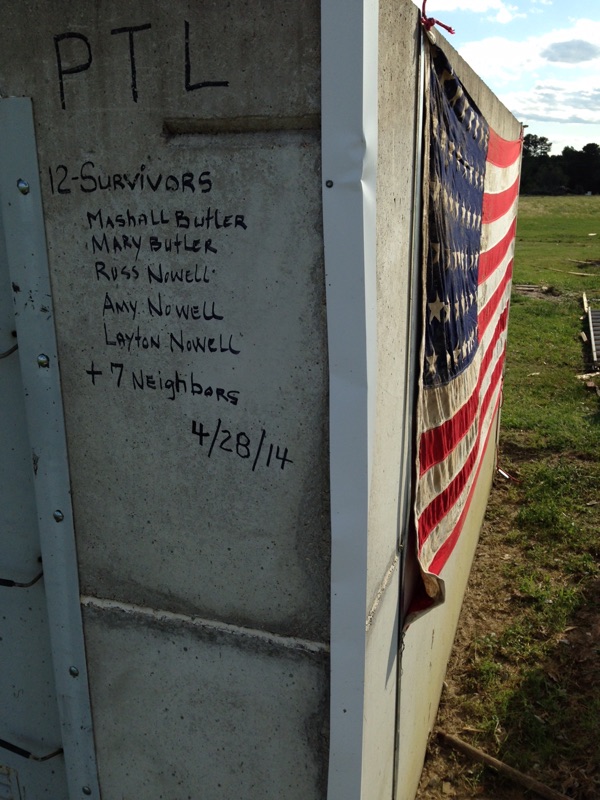 PTL
12-Survivors
Mashall Butler
Mary Butler
Russ Nowell
Amy Nowell
Layton Nowell
+ 7 Neighbors
4/28/14